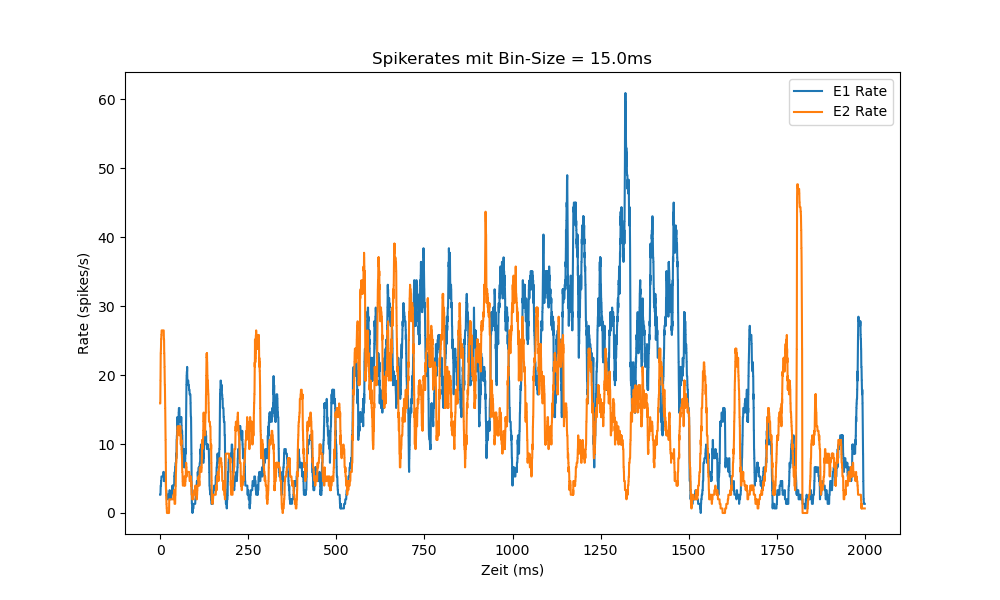 Spikerates mit Bin-Size = 15.0ms
E1 Rate
E2 Rate
60
50
40
30
20
10
0
Rate (spikes/s)
0 250 500 750 1000 1250 1500 1750 2000
Zeit (ms)